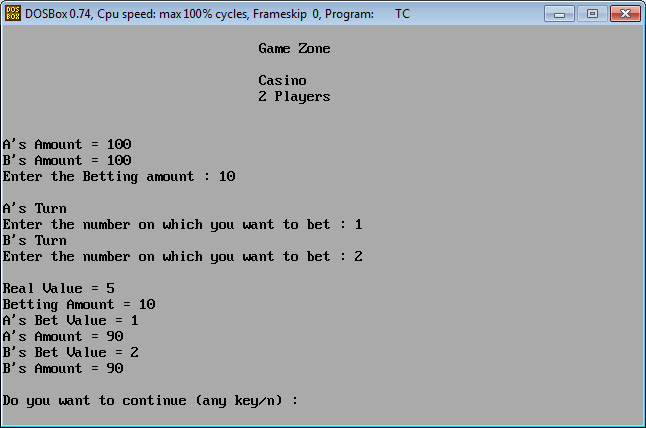 DOSBox 0.74, Cpu speed: max 100% cycles, Frameskip 0, Program: TC
Game Zone
Casino
2 Players
A's Amount = 100
B's Amount = 100
Enter the Betting amount : 10
A's Turn
Enter the number on which you want to bet : 1
B's Turn
Enter the number on which you want to bet : 2
Real Value = 5
Betting Amount = 10
A's Bet Value = 1
A's Amount = 90
B's Bet Value = 2
B's Amount = 90
Do you want to continue (any key/n) :